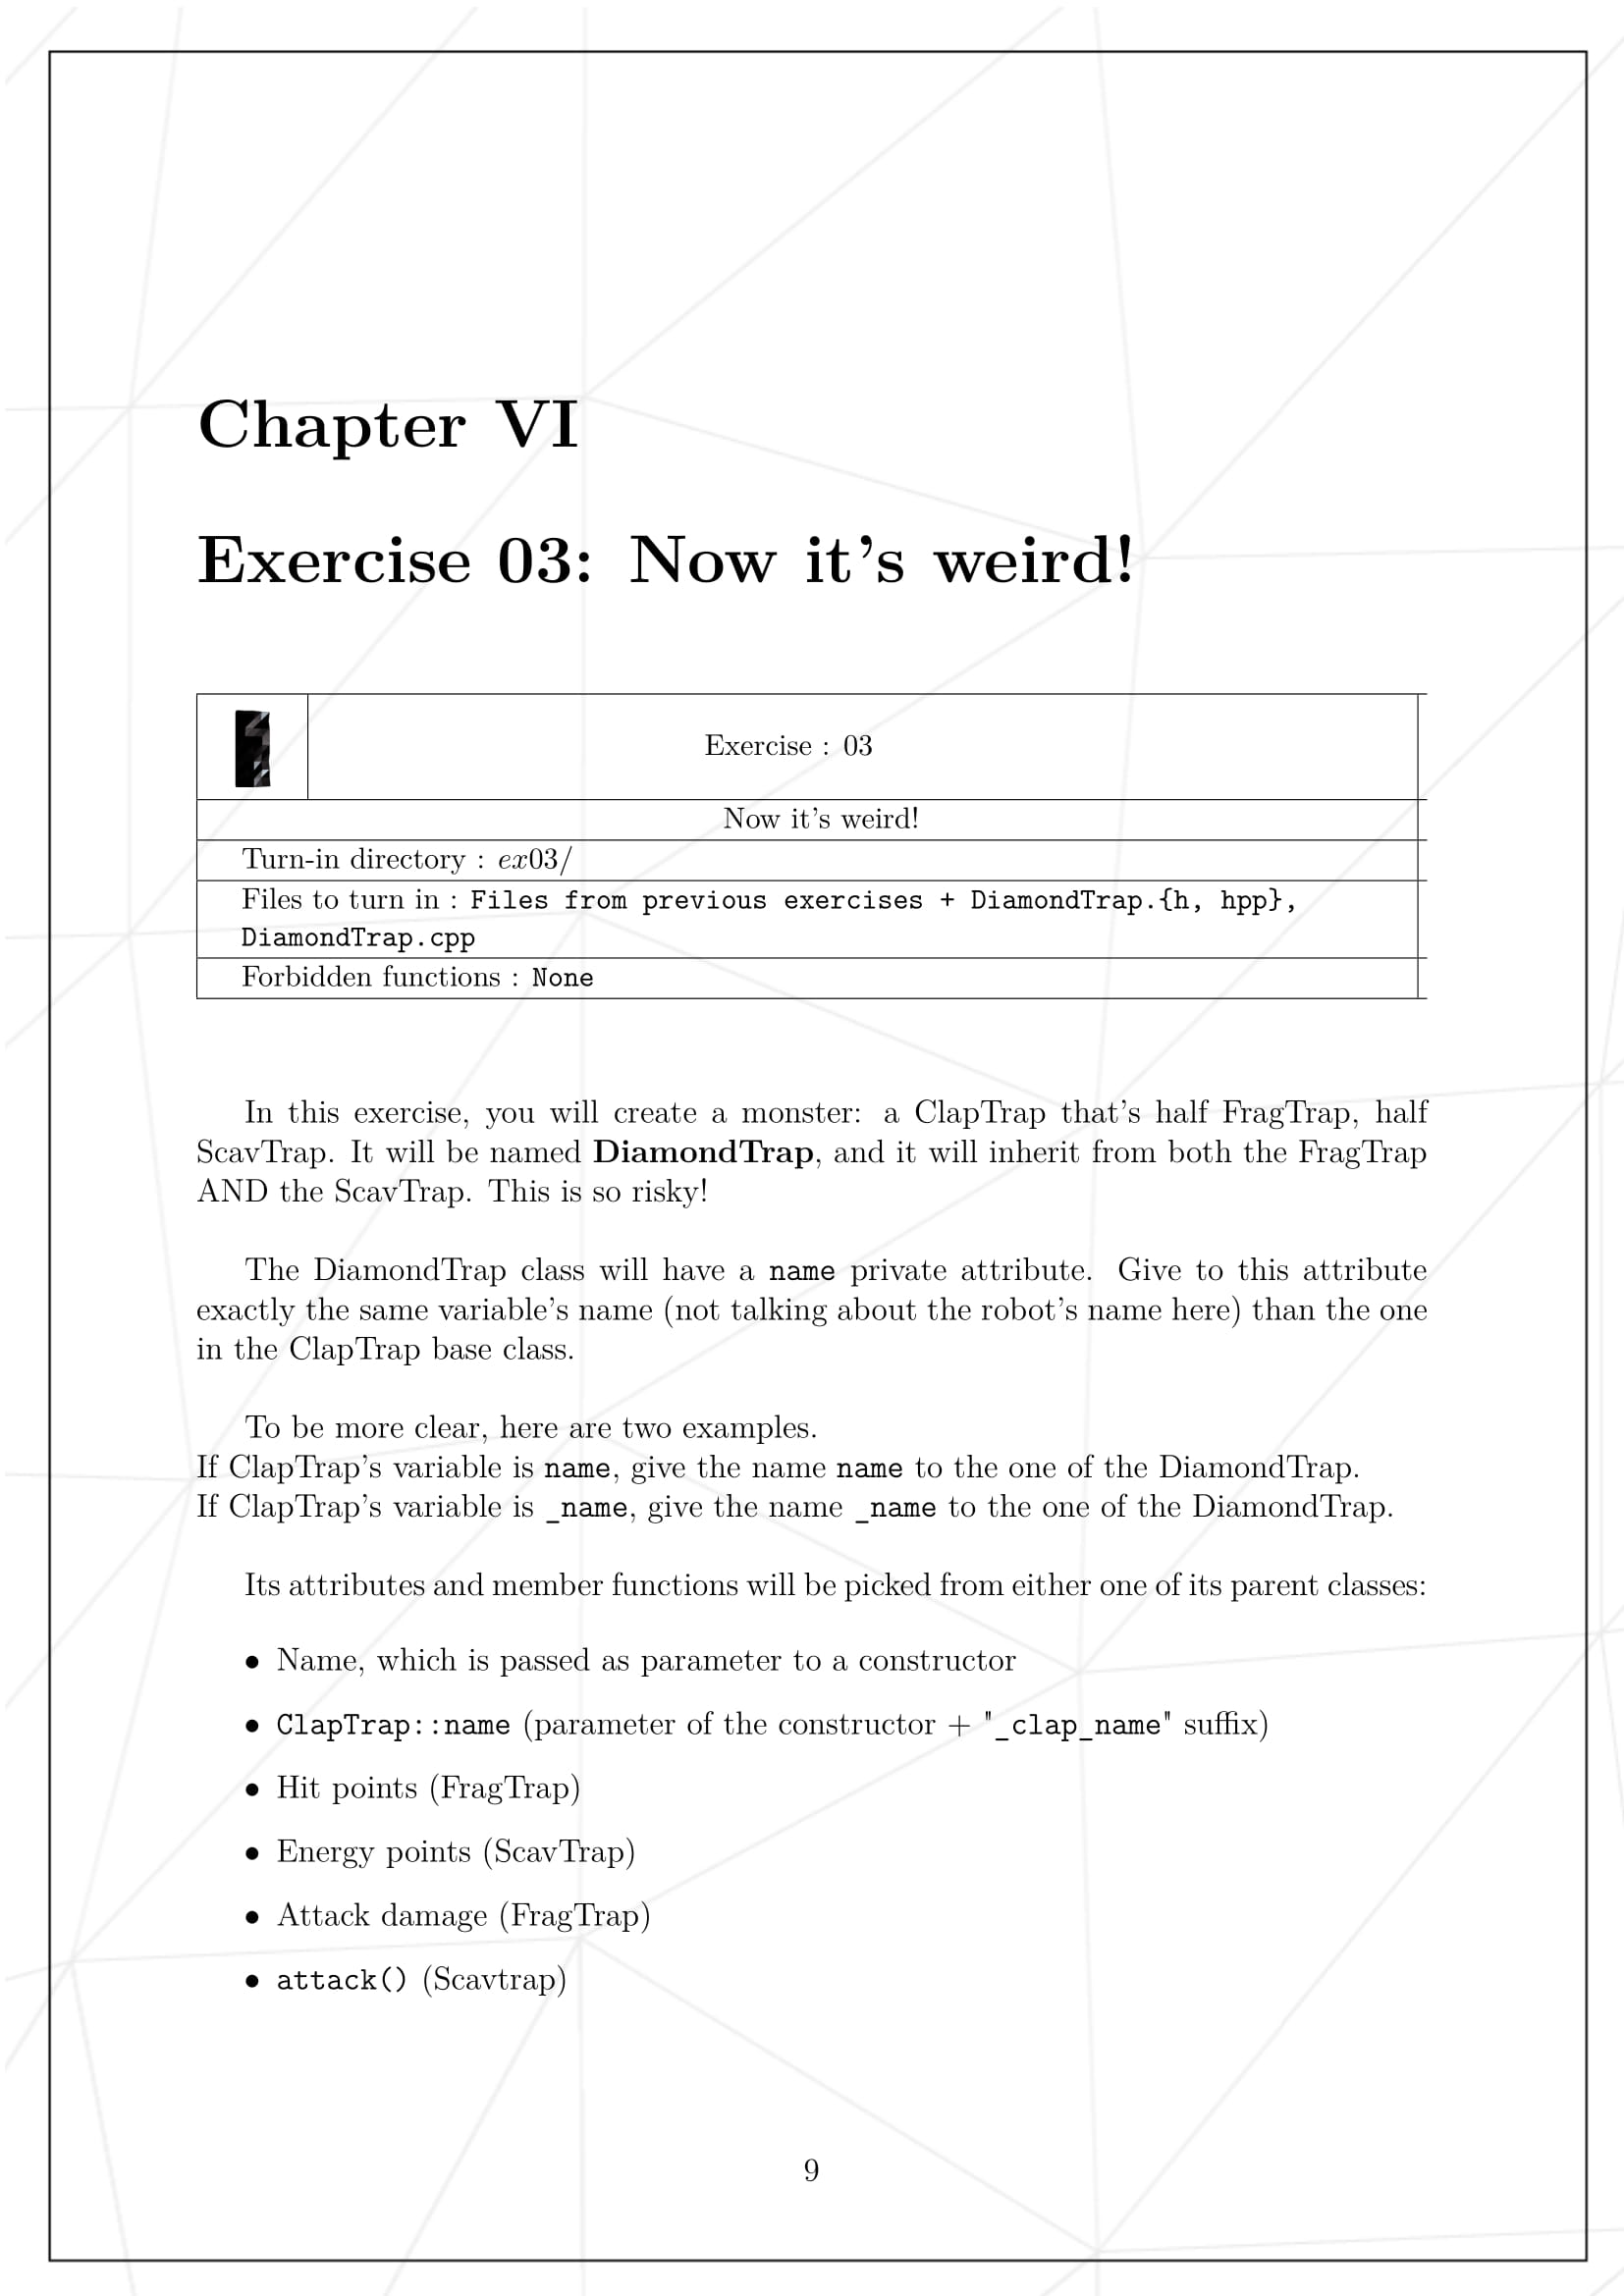 Chapter VI
Exercise 03: Now it's weird!
Exercise : 03
Now it's weird!
Turn-in directory : ex03/
Files to turn in : Files from previous exercises + DiamondTrap.{h, hpp},
DiamondTrap.cpp
Forbidden functions : None
In this exercise, you will create a monster: a ClapTrap that's half FragTrap, half
ScavTrap. It will be named DiamondTrap, and it will inherit from both the FragTrap
AND the ScavTrap. This is so risky!
The DiamondTrap class will have a name private attribute. Give to this attribute
exactly the same variable's name (not talking about the robot's name here) than the one
in the ClapTrap base class.
To be more clear, here are two examples.
If ClapTrap's variable is name, give the name name to the one of the DiamondTrap.
If ClapTrap's variable is _name, give the name _name to the one of the DiamondTrap.
Its attributes and member functions will be picked from either one of its parent classes:
• Name, which is passed as parameter to a constructor
• ClapTrap::name (parameter of the constructor + "_clap_name" suffix)
• Hit points (FragTrap)
• Energy points (ScavTrap)
• Attack damage (FragTrap)
• attack() (Scavtrap)
9